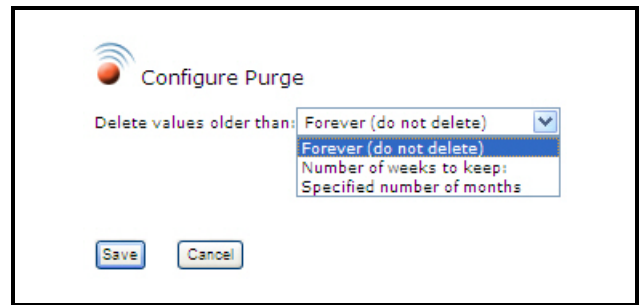 Configure Purge
Delete values older than: Forever (do not delete)
Forever (do not delete)
Number of weeks to keep:
Specified number of months
Save Cancel